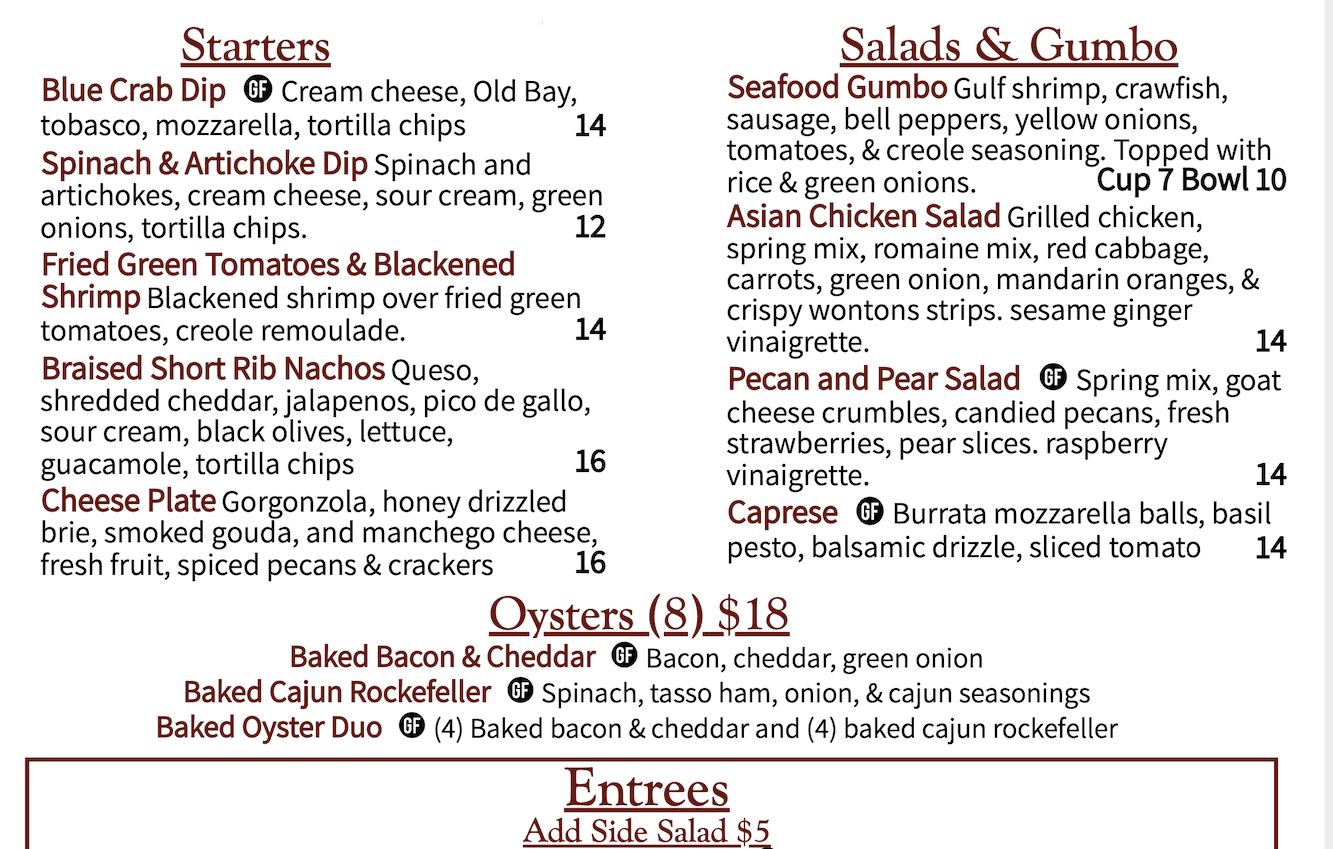 Starters
Blue Crab Dip GF Cream cheese, Old Bay,
tobasco, mozzarella, tortilla chips 14
Spinach & Artichoke Dip Spinach and
artichokes, cream cheese, sour cream, green
onions, tortilla chips. 12
Fried Green Tomatoes & Blackened
Shrimp Blackened shrimp over fried green
tomatoes, creole remoulade. 14
Braised Short Rib Nachos Queso,
shredded cheddar, jalapenos, pico de gallo,
sour cream, black olives, lettuce,
guacamole, tortilla chips 16
Cheese Plate Gorgonzola, honey drizzled
brie, smoked gouda, and manchego cheese,
fresh fruit, spiced pecans & crackers 16
Salads & Gumbo
Seafood Gumbo Gulf shrimp, crawfish,
sausage, bell peppers, yellow onions,
tomatoes, & creole seasoning. Topped with
rice & green onions. Cup 7 Bowl 10
Asian Chicken Salad Grilled chicken,
spring mix, romaine mix, red cabbage,
carrots, green onion, mandarin oranges, &
crispy wontons strips. sesame ginger
vinaigrette. 14
Pecan and Pear Salad GF Spring mix, goat
cheese crumbles, candied pecans, fresh
strawberries, pear slices. raspberry
vinaigrette. 14
Caprese GF Burrata mozzarella balls, basil
pesto, balsamic drizzle, sliced tomato 14
Oysters (8) $18
Baked Bacon & Cheddar GF Bacon, cheddar, green onion
Baked Cajun Rockefeller GF Spinach, tasso ham, onion, & cajun seasonings
Baked Oyster Duo GF (4) Baked bacon & cheddar and (4) baked cajun rockefeller
Entrees
Add Side Salad $5